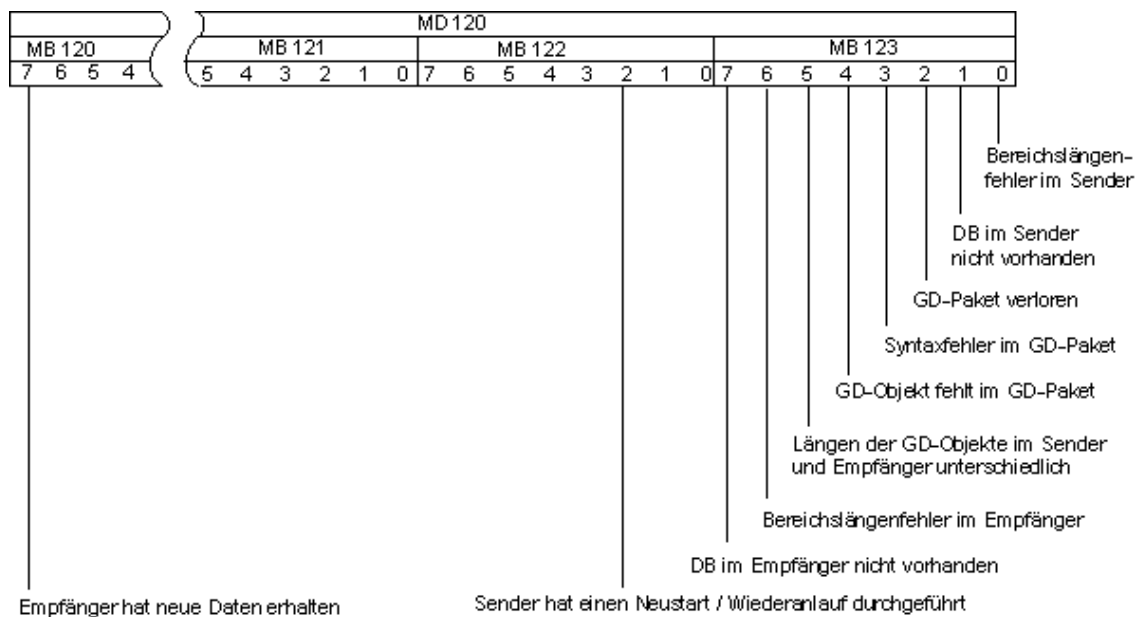 MD 120
MB 120 MB 121 MB 122 MB 123
7 6 5 4 5 4 3 2 1 0 7 6 5 4 3 2 1 0 7 6 5 4 3 2 1 0
Bereichslängen-
fehler im Sender
DB im Sender
nicht vorhanden
GD-Paket verloren
Syntaxfehler im GD-Paket
GD-Objekt fehlt im GD-Paket
Längen der GD-Objekte im Sender
und Empfänger unterschiedlich
Bereichslängenfehler im Empfänger
DB im Empfänger nicht vorhanden
Empfänger hat neue Daten erhalten Sender hat einen Neustart / Wiederanlauf durchgeführt